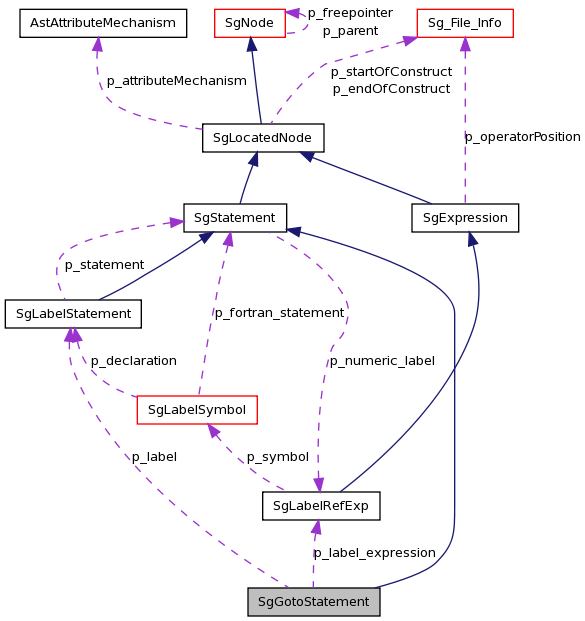 AstAttributeMechanism
SgNode
p_freepointer
p_parent
Sg_File_Info
p_attributeMechanism
p_startOfConstruct
p_endOfConstruct
SgLocatedNode
p_operatorPosition
SgStatement
SgExpression
p_statement
SgLabelStatement
p_fortran_statement
p_declaration
p_numeric_label
SgLabelSymbol
p_label
p_symbol
SgLabelRefExp
p_label_expression
SgGotoStatement